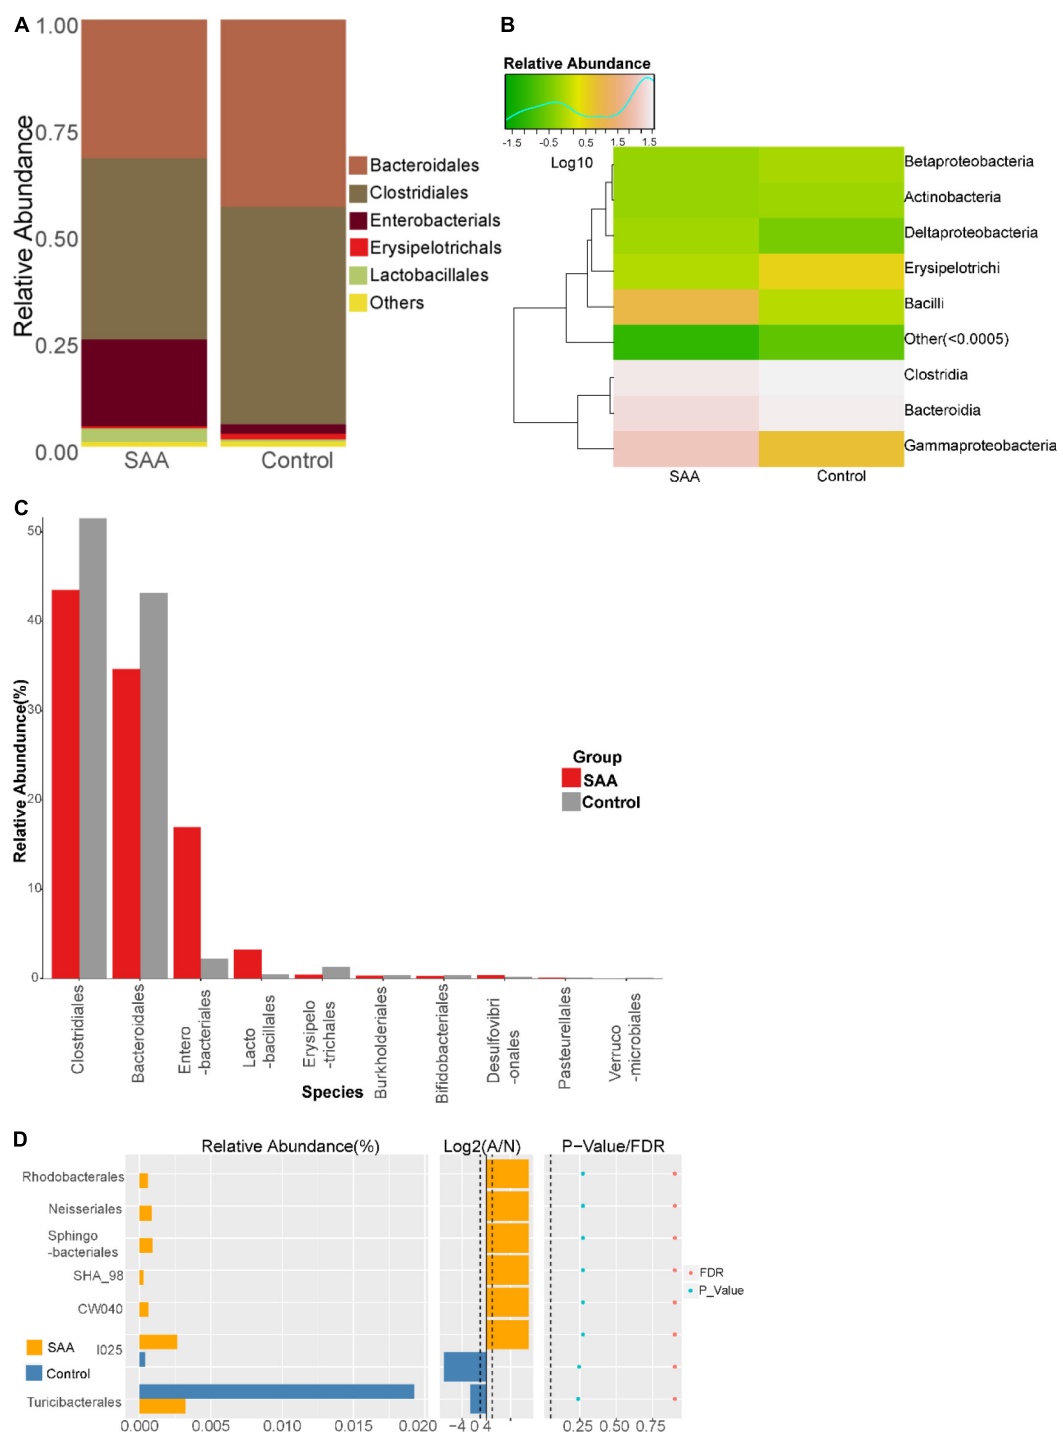 A
1.00
0.75
0.50
0.25
0.00
Relative Abundance
SAA
Control
Bacteroidales
Clostridiales
Enterobacterials
Erysipelotrichals
Lactobacillales
Others
B
Relative Abundance
-1.5 -0.5 0.5 1.5 1.5
Log10
Betaproteobacteria
Actinobacteria
Deltaproteobacteria
Erysipelotrichi
Bacilli
Other(<0.0005)
Clostridia
Bacteroidia
Gammaproteobacteria
SAA
Control
C
50
40
30
20
10
0
Relative Abundunce(%)
Group
SAA
Control
Clostridiales
Bacteroidales
Entero
-bacteriales
Lacto
-bacillales
Erysipelo
-trichales
Burkholderiales
Bifidobacteriales
Desulfovibri
-onales
Pasteurellales
Verruco
-microbiales
Species
D
Relative Abundance(%)
Log2(A/N)
P-Value/FDR
Rhodobacterales
Neisseriales
Sphingo
-bacteriales
SHA_98
CW040
I025
Turicibacterales
SAA
Control
FDR
P_Value
0.000 0.005 0.010 0.015 0.020
-4 0 4
0.25 0.50 0.75